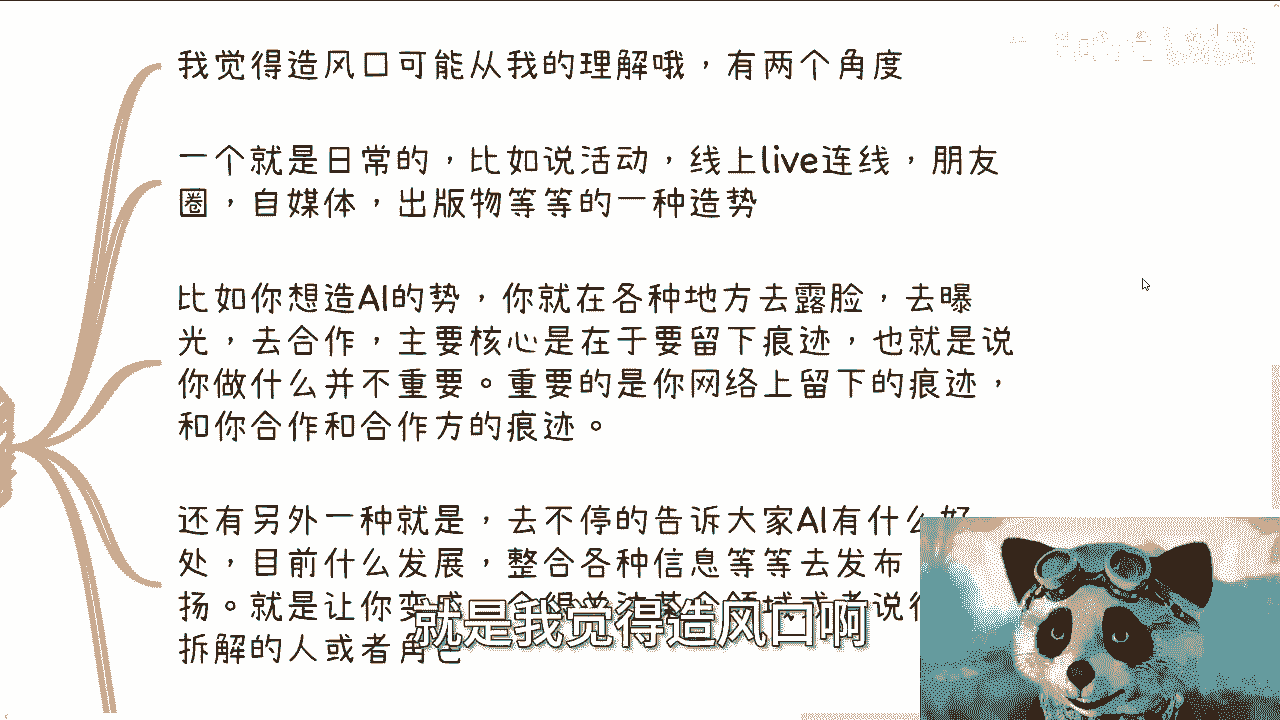 我觉得造风口可能从我的理解哦，有两个角度
一个就是日常的，比如说活动，线上live连线，朋友
圈，自媒体，出版物等等的一种造势
比如你想造AI的势，你就在各种地方去露脸，去曝
光，去合作，主要核心是在于要留下痕迹，也就是说
你做什么并不重要。重要的是你网络上留下的痕迹，
和你合作和合作方的痕迹。
还有另外一种就是，去不停的告诉大家AI有什么好
处，目前什么发展，整合各种信息等等去发布
扬。就是让你变成
拆解的人或者角色
就是我觉得造风口啊